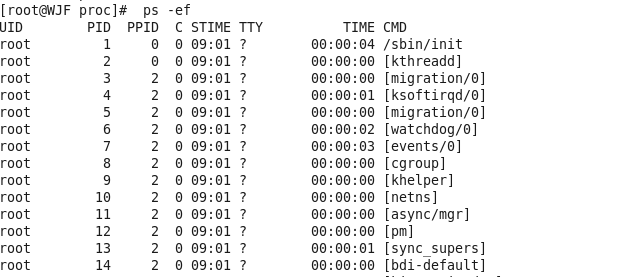 [root@WJF proc]#  ps -ef
UID        PID  PPID  C STIME TTY          TIME CMD
root         1     0  0 09:01 ?        00:00:04 /sbin/init
root         2     0  0 09:01 ?        00:00:00 [kthreadd]
root         3     2  0 09:01 ?        00:00:00 [migration/0]
root         4     2  0 09:01 ?        00:00:01 [ksoftirqd/0]
root         5     2  0 09:01 ?        00:00:00 [migration/0]
root         6     2  0 09:01 ?        00:00:02 [watchdog/0]
root         7     2  0 09:01 ?        00:00:03 [events/0]
root         8     2  0 09:01 ?        00:00:00 [cgroup]
root         9     2  0 09:01 ?        00:00:00 [khelper]
root        10     2  0 09:01 ?        00:00:00 [netns]
root        11     2  0 09:01 ?        00:00:00 [async/mgr]
root        12     2  0 09:01 ?        00:00:00 [pm]
root        13     2  0 09:01 ?        00:00:01 [sync_supers]
root        14     2  0 09:01 ?        00:00:00 [bdi-default]